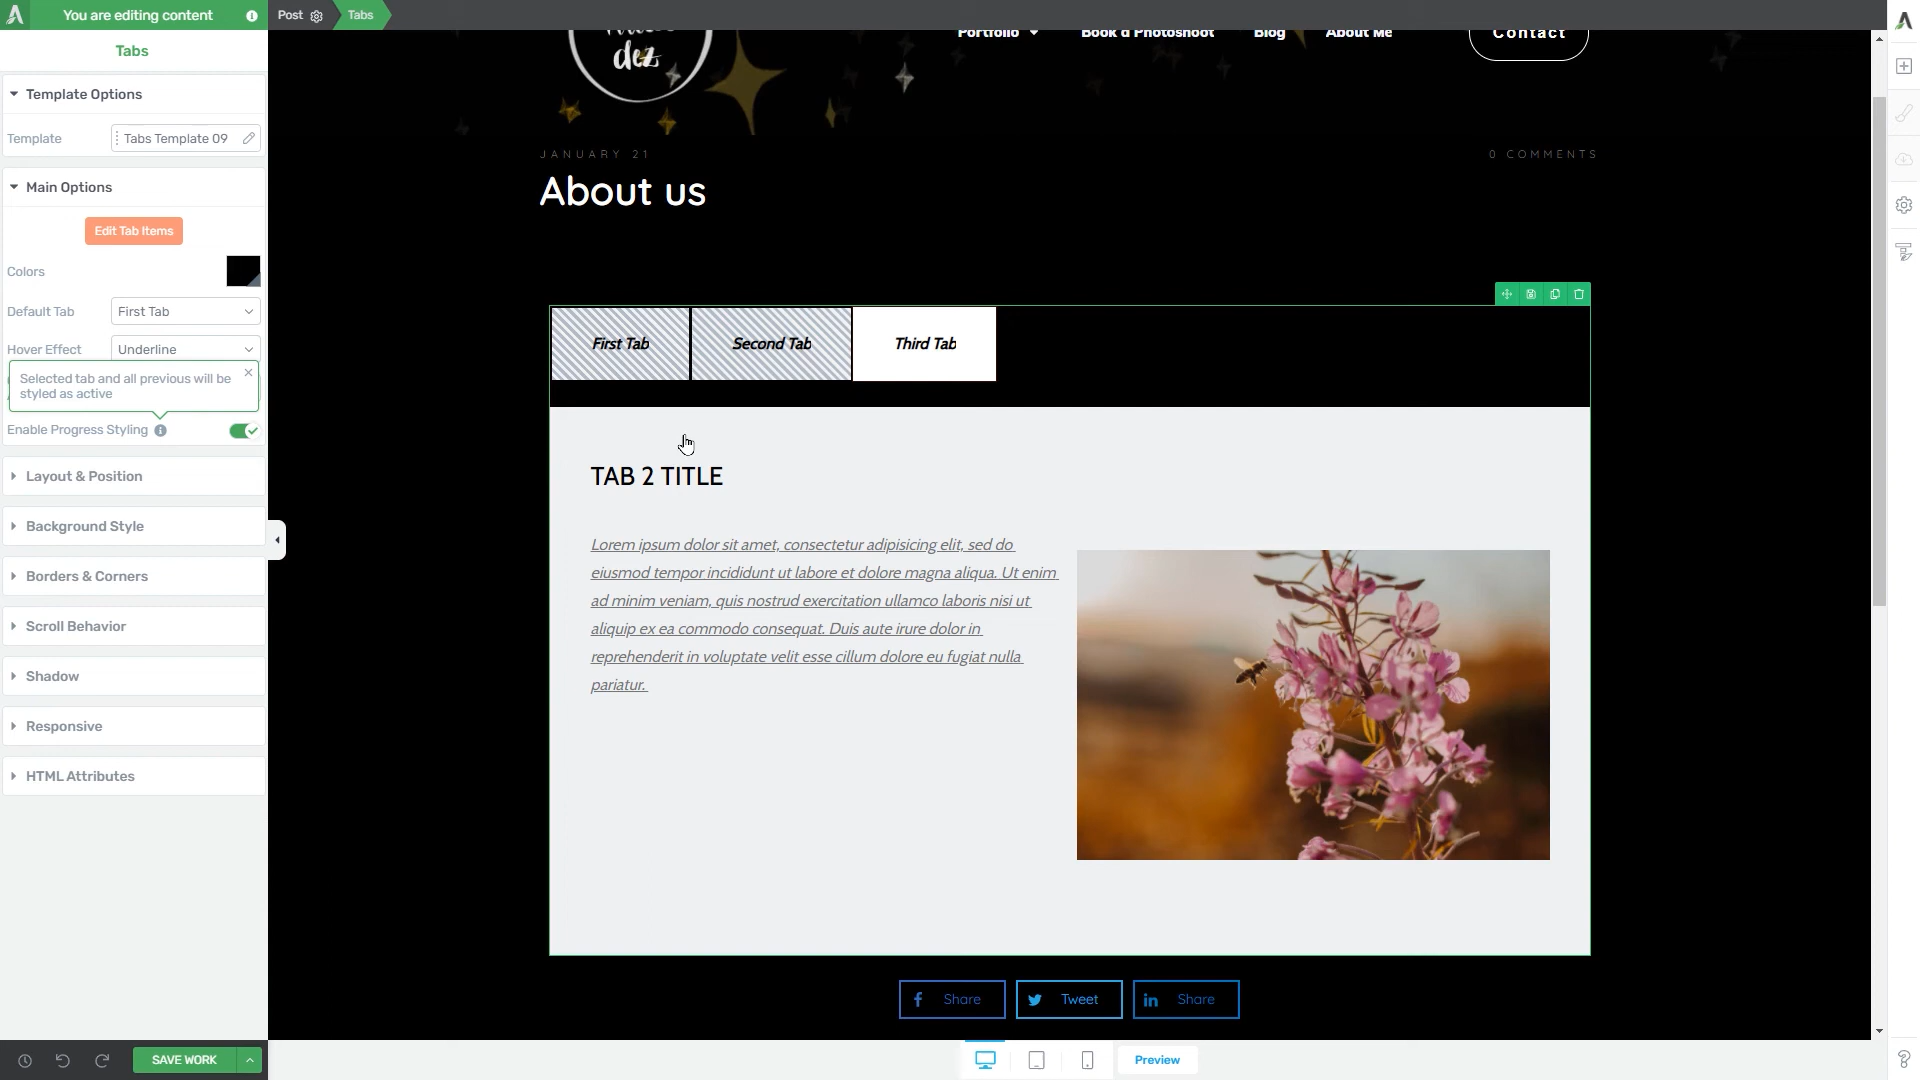 You are editing content
Post
Tabs
Tabs
Template Options
Template
Tabs Template 09
Main Options
Edit Tab Items
Colors
Default Tab
First Tab
Hover Effect
Underline
Selected tab and all previous will be
styled as active
Enable Progress Styling
Layout & Position
Background Style
Borders & Corners
Scroll Behavior
Shadow
Responsive
HTML Attributes
SAVE WORK
dez
Portfolio
Book a Photoshoot
Blog
About Me
Contact
JANUARY 21
0 COMMENTS
About us
First Tab
Second Tab
Third Tab
TAB 2 TITLE
Lorem ipsum dolor sit amet, consectetur adipisicing elit, sed do
eiusmod tempor incididunt ut labore et dolore magna aliqua. Ut enim
ad minim veniam, quis nostrud exercitation ullamco laboris nisi ut
aliquip ex ea commodo consequat. Duis aute irure dolor in
reprehenderit in voluptate velit esse cillum dolore eu fugiat nulla
pariatur.
Share
Tweet
Share
Preview